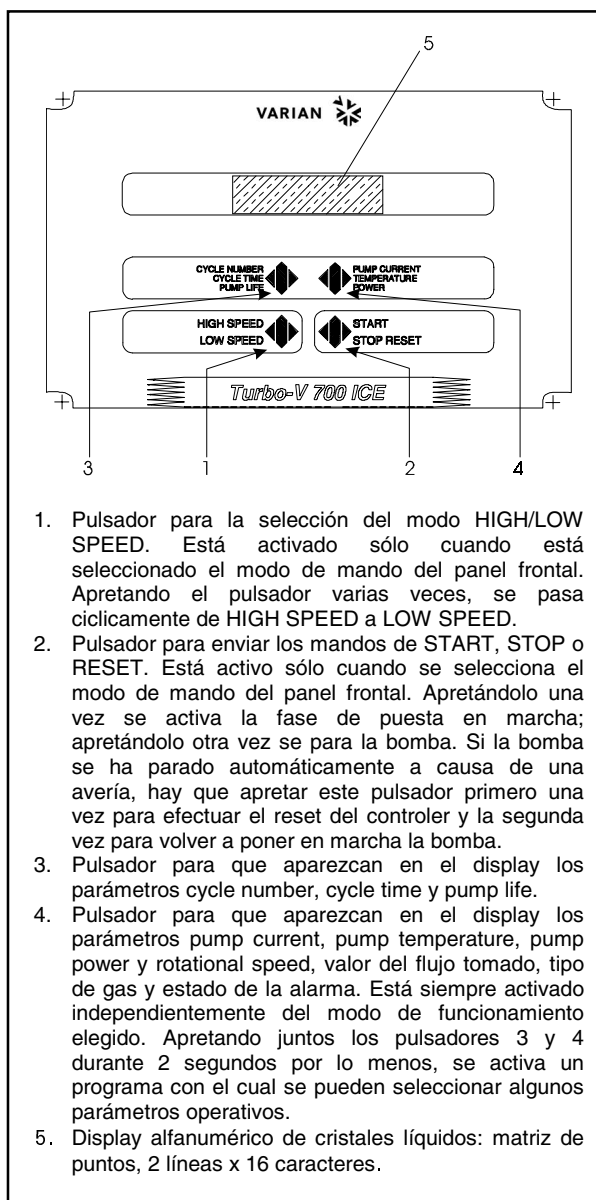 5
VARIAN
CYCLE NUMBER
CYCLE TIME
PUMP LIFE
PUMP CURRENT
TEMPERATURE
POWER
HIGH SPEED
LOW SPEED
START
STOP RESET
Turbo-V 700 ICE
3 1 2 4
1. Pulsador para la selección del modo HIGH/LOW
SPEED. Está activado sólo cuando está
seleccionado el modo de mando del panel frontal.
Apretando el pulsador varias veces, se pasa
ciclicamente de HIGH SPEED a LOW SPEED.
2. Pulsador para enviar los mandos de START, STOP o
RESET. Está activo sólo cuando se selecciona el
modo de mando del panel frontal. Apretándolo una
vez se activa la fase de puesta en marcha;
apretándolo otra vez se para la bomba. Si la bomba
se ha parado automáticamente a causa de una
avería, hay que apretar este pulsador primero una
vez para efectuar el reset del controler y la segunda
vez para volver a poner en marcha la bomba.
3. Pulsador para que aparezcan en el display los
parámetros cycle number, cycle time y pump life.
4. Pulsador para que aparezcan en el display los
parámetros pump current, pump temperature, pump
power y rotational speed, valor del flujo tomado, tipo
de gas y estado de la alarma. Está siempre activado
independientemente del modo de funcionamiento
elegido. Apretando juntos los pulsadores 3 y 4
durante 2 segundos por lo menos, se activa un
programa con el cual se pueden seleccionar algunos
parámetros operativos.
5. Display alfanumérico de cristales líquidos: matriz de
puntos, 2 líneas x 16 caracteres.